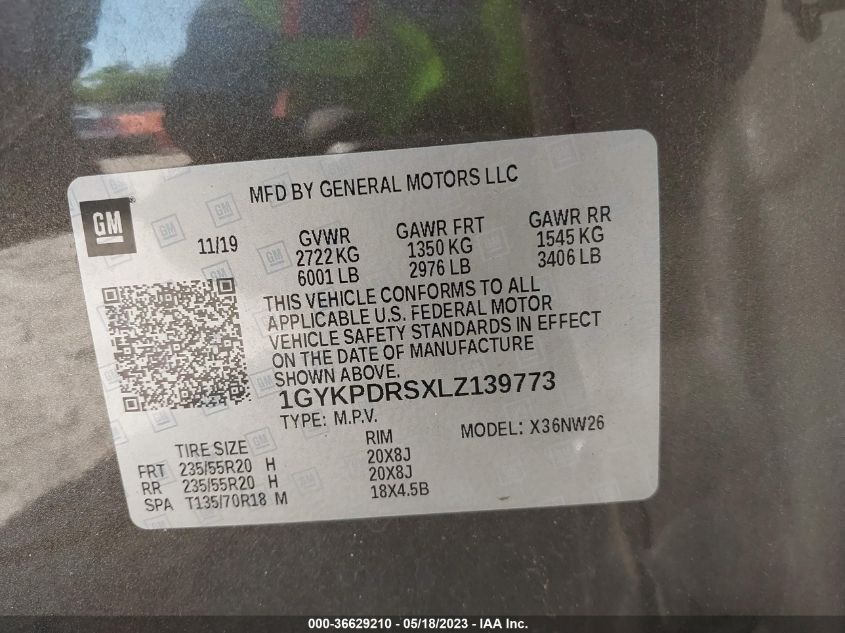 MFD BY GENERAL MOTORS LLC
GM
11/19 GVWR GAWR FRT GAWR RR
2722 KG 1350 KG 1545 KG
6001 LB 2976 LB 3406 LB
THIS VEHICLE CONFORMS TO ALL
APPLICABLE U.S. FEDERAL MOTOR
VEHICLE SAFETY STANDARDS IN EFFECT
ON THE DATE OF MANUFACTURE
SHOWN ABOVE.
1GYKPDRSXLZ139773
TYPE: M.P.V. MODEL: X36NW26
TIRE SIZE RIM
FRT 235/55R20 H 20X8J
RR 235/55R20 H 20X8J
SPA T135/70R18 M 18X4.5B
000-36629210 - 05/18/2023 - IAA Inc.